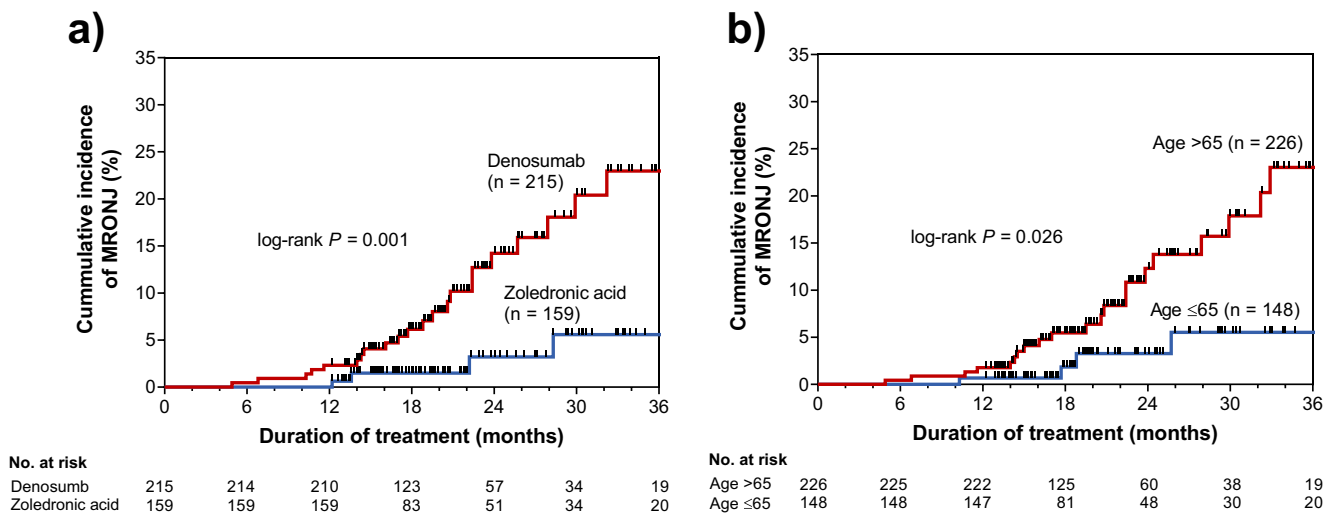 a)
Cummulative incidence
of MRONJ (%)
35
30
25
20
15
10
5
0
Denosumab
(n = 215)
log-rank P = 0.001
Zoledronic acid
(n = 159)
0 6 12 18 24 30 36
Duration of treatment (months)
No. at risk
Denosumb 215 214 210 123 57 34 19
Zoledronic acid 159 159 159 83 51 34 20
b)
Cummulative incidence
of MRONJ (%)
35
30
25
20
15
10
5
0
Age >65 (n = 226)
log-rank P = 0.026
Age ≤65 (n = 148)
0 6 12 18 24 30 36
Duration of treatment (months)
No. at risk
Age >65 226 225 222 125 60 38 19
Age ≤65 148 148 147 81 48 30 20